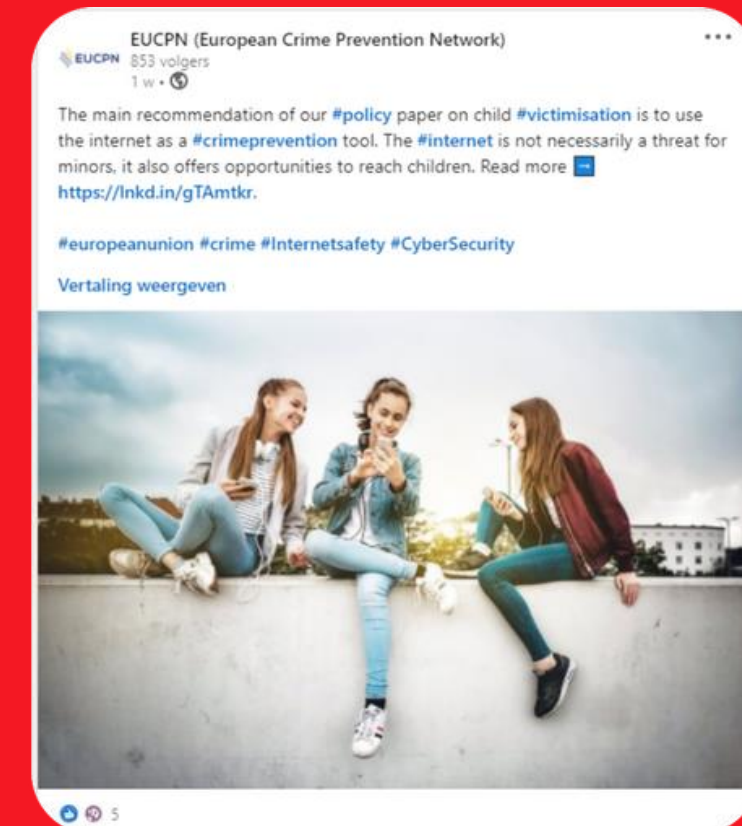 EUCPN (European Crime Prevention Network)
EUCPN
853 volgers
1 w •
The main recommendation of our #policy paper on child #victimisation is to use
the internet as a #crimeprevention tool. The #internet is not necessarily a threat for
minors, it also offers opportunities to reach children. Read more
https://lnkd.in/gTAmtkr.
#europeanunion #crime #Internetsafety #CyberSecurity
Vertaling weergeven
5